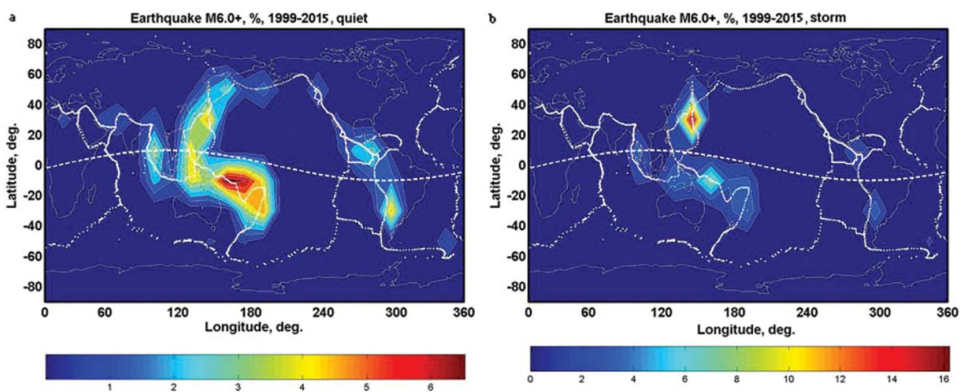 a
Earthquake M6.0+, %, 1999-2015, quiet
80
60
40
20
0
-20
-40
-60
-80
Latitude, deg.
0 60 120 180 240 300 360
Longitude, deg.
1 2 3 4 5 6
b
Earthquake M6.0+, %, 1999-2015, storm
80
60
40
20
0
-20
-40
-60
-80
Latitude, deg.
0 60 120 180 240 300 360
Longitude, deg.
0 2 4 6 8 10 12 14 16